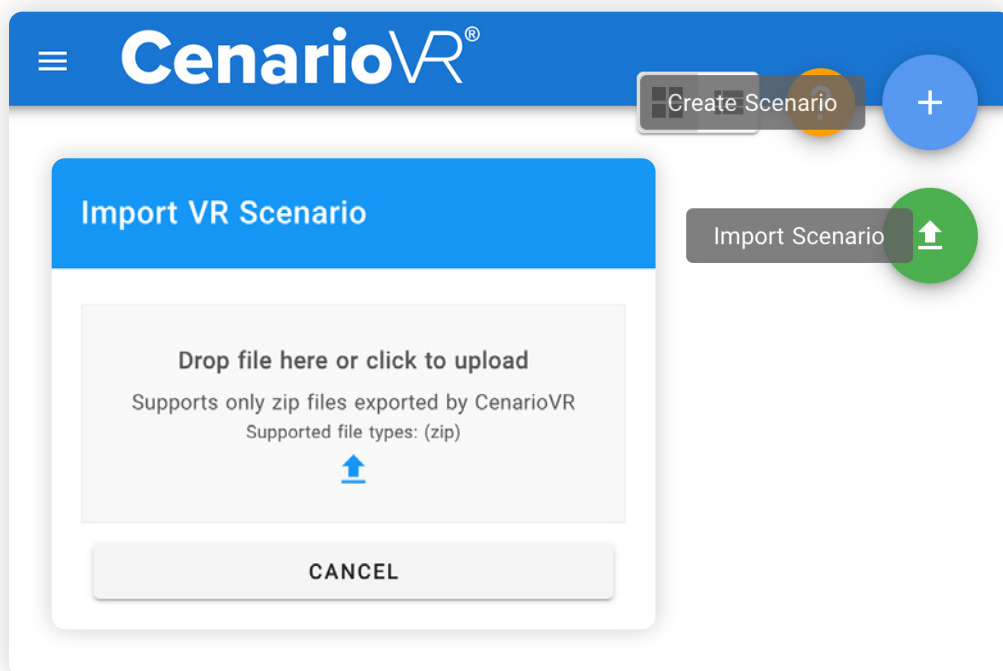 CenarioVR®
Create Scenario
Import VR Scenario
Import Scenario
Drop file here or click to upload
Supports only zip files exported by CenarioVR
Supported file types: (zip)
CANCEL